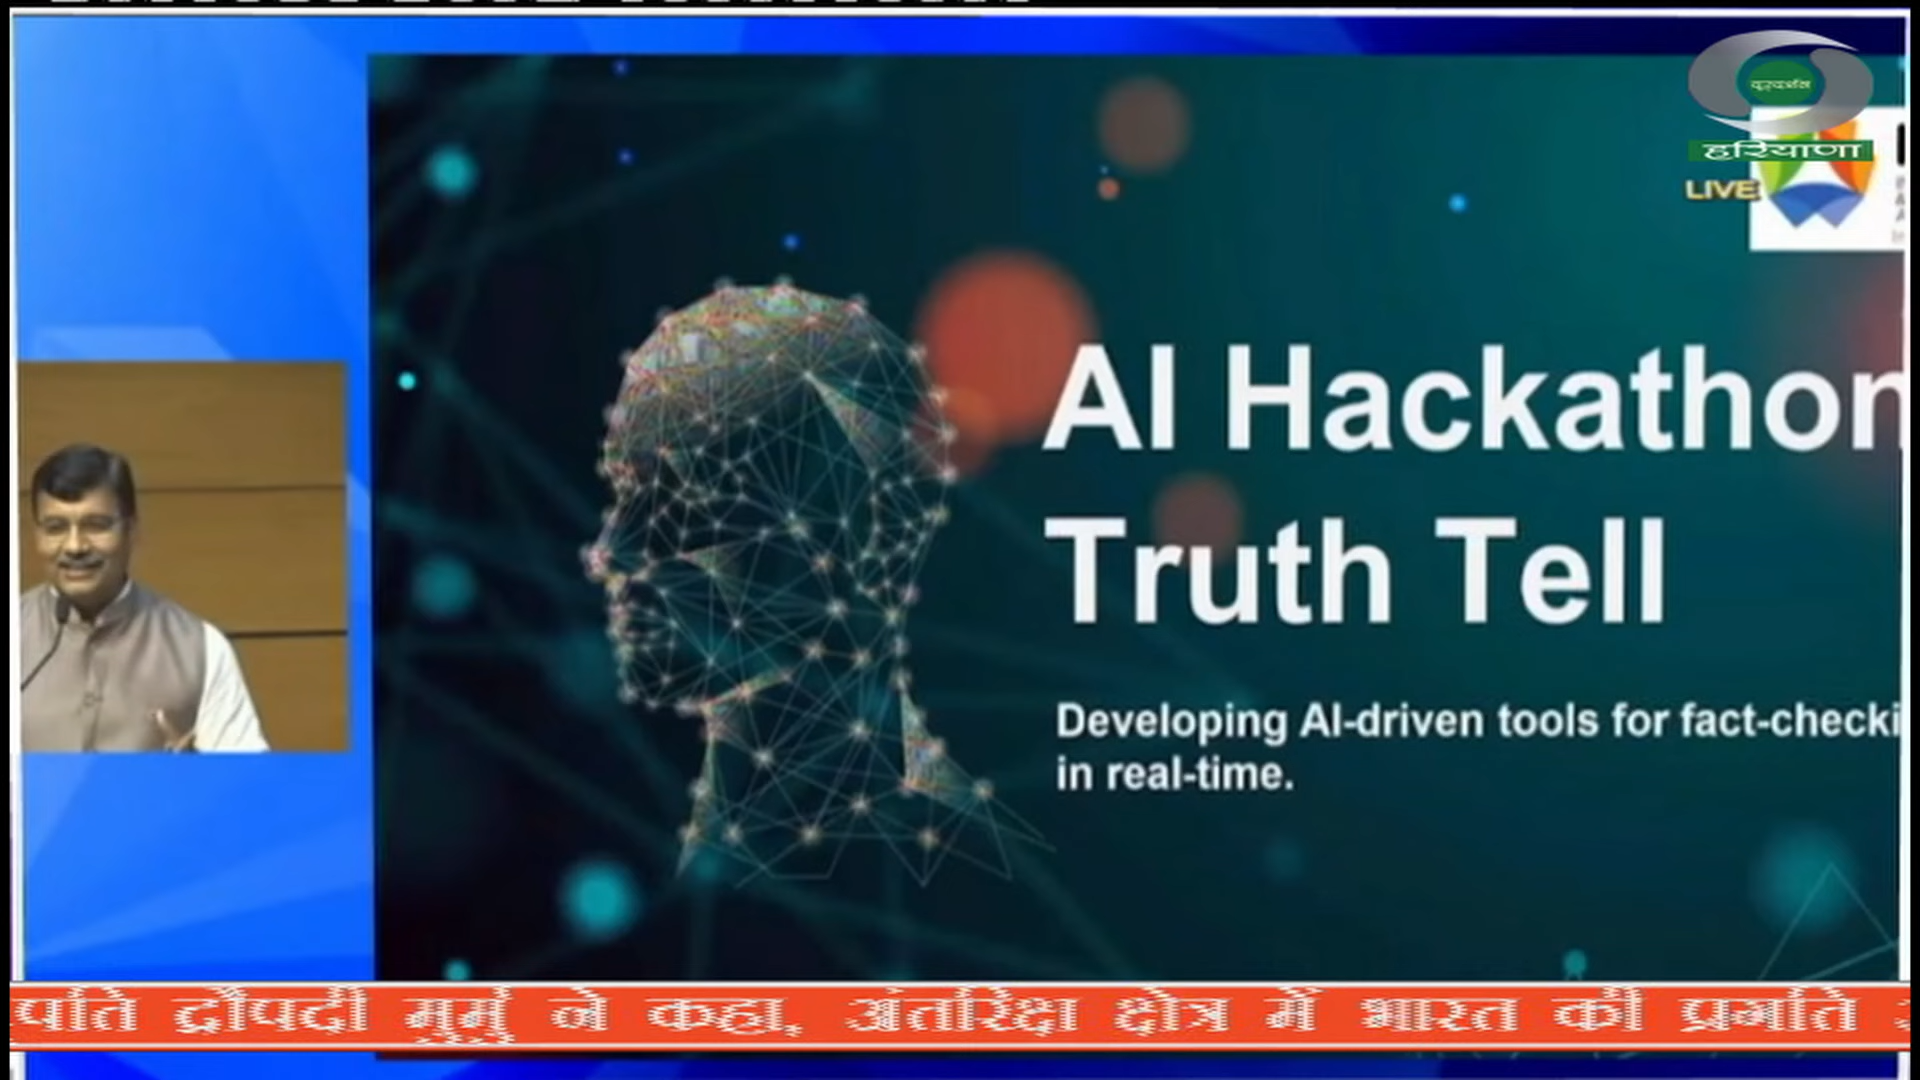 दूरदर्शन
हरियाणा
LIVE
AI Hackathon
Truth Tell
Developing AI-driven tools for fact-checki
in real-time.
पति द्रौपदी मुर्मू ने कहा, अंतरिक्ष क्षेत्र में भारत की प्रगति